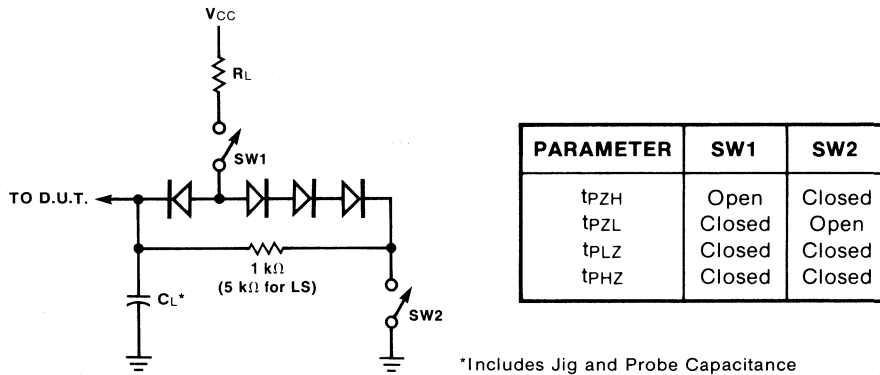 VCC
RL
SW1
TO D.U.T.
1 kΩ
(5 kΩ for LS)
CL*
SW2
PARAMETER SW1 SW2
tPZH Open Closed
tPZL Closed Open
tPLZ Closed Closed
tPHZ Closed Closed
*Includes Jig and Probe Capacitance